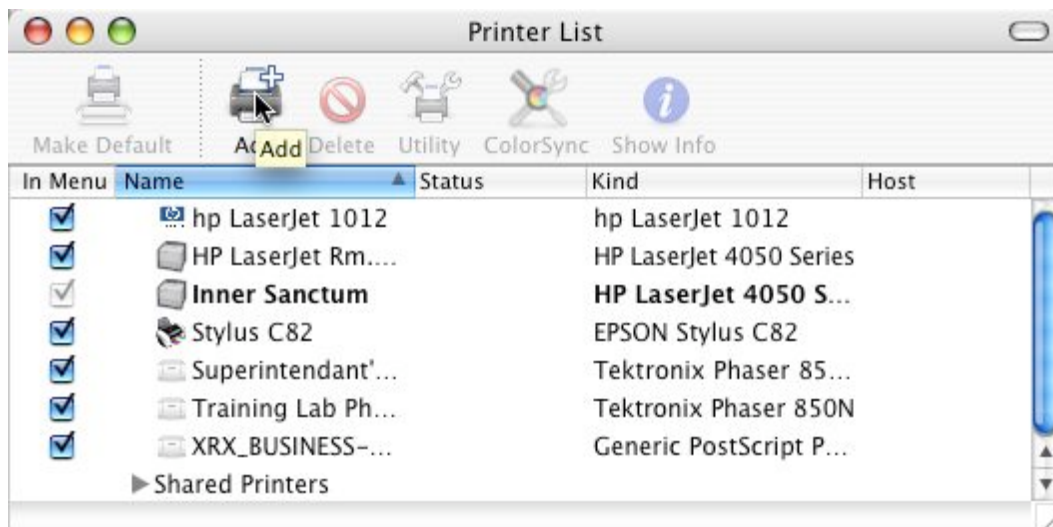 Printer List
Make Default Ad Delete Utility ColorSync Show Info
Add
In Menu Name Status Kind Host
hp LaserJet 1012 hp LaserJet 1012
HP LaserJet Rm.... HP LaserJet 4050 Series
Inner Sanctum HP LaserJet 4050 S...
Stylus C82 EPSON Stylus C82
Superintendant'... Tektronix Phaser 85...
Training Lab Ph... Tektronix Phaser 850N
XRX_BUSINESS-... Generic PostScript P...
Shared Printers